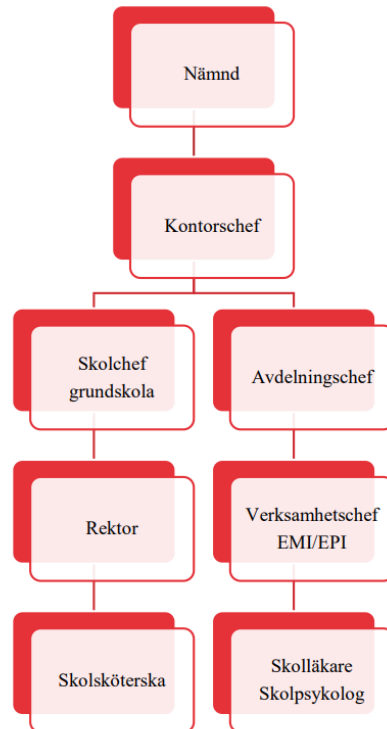 Nämnd
Kontorschef
Skolchef
grundskola
Avdelningschef
Rektor
Verksamhetschef
EMI/EPI
Skolsköterska
Skolläkare
Skolpsykolog